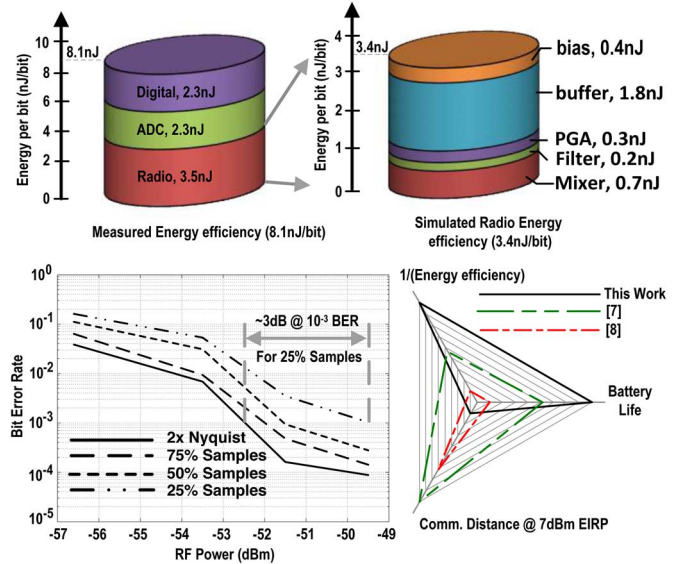 Energy per bit (nJ/bit)
10
8
6
4
2
0
8.1nJ
Digital, 2.3nJ
ADC, 2.3nJ
Radio, 3.5nJ
Measured Energy efficiency (8.1nJ/bit)
Energy per bit (nJ/bit)
4
3
2
1
0
3.4nJ
bias, 0.4nJ
buffer, 1.8nJ
PGA, 0.3nJ
Filter, 0.2nJ
Mixer, 0.7nJ
Simulated Radio Energy
efficiency (3.4nJ/bit)
Bit Error Rate
10^0
10^-1
10^-2
10^-3
10^-4
10^-5
~3dB @ 10^-3 BER
For 25% Samples
2x Nyquist
75% Samples
50% Samples
25% Samples
-57 -56 -55 -54 -53 -52 -51 -50 -49
RF Power (dBm)
1/(Energy efficiency)
This Work
[7]
[8]
Battery
Life
Comm. Distance @ 7dBm EIRP